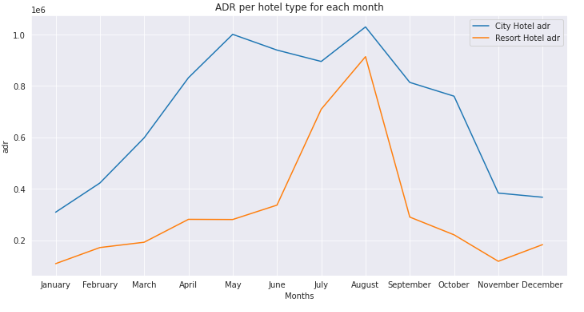 ADR per hotel type for each month
1e6
City Hotel adr
Resort Hotel adr
1.0
0.8
0.6
0.4
0.2
adr
January February March April May June July August September October November December
Months